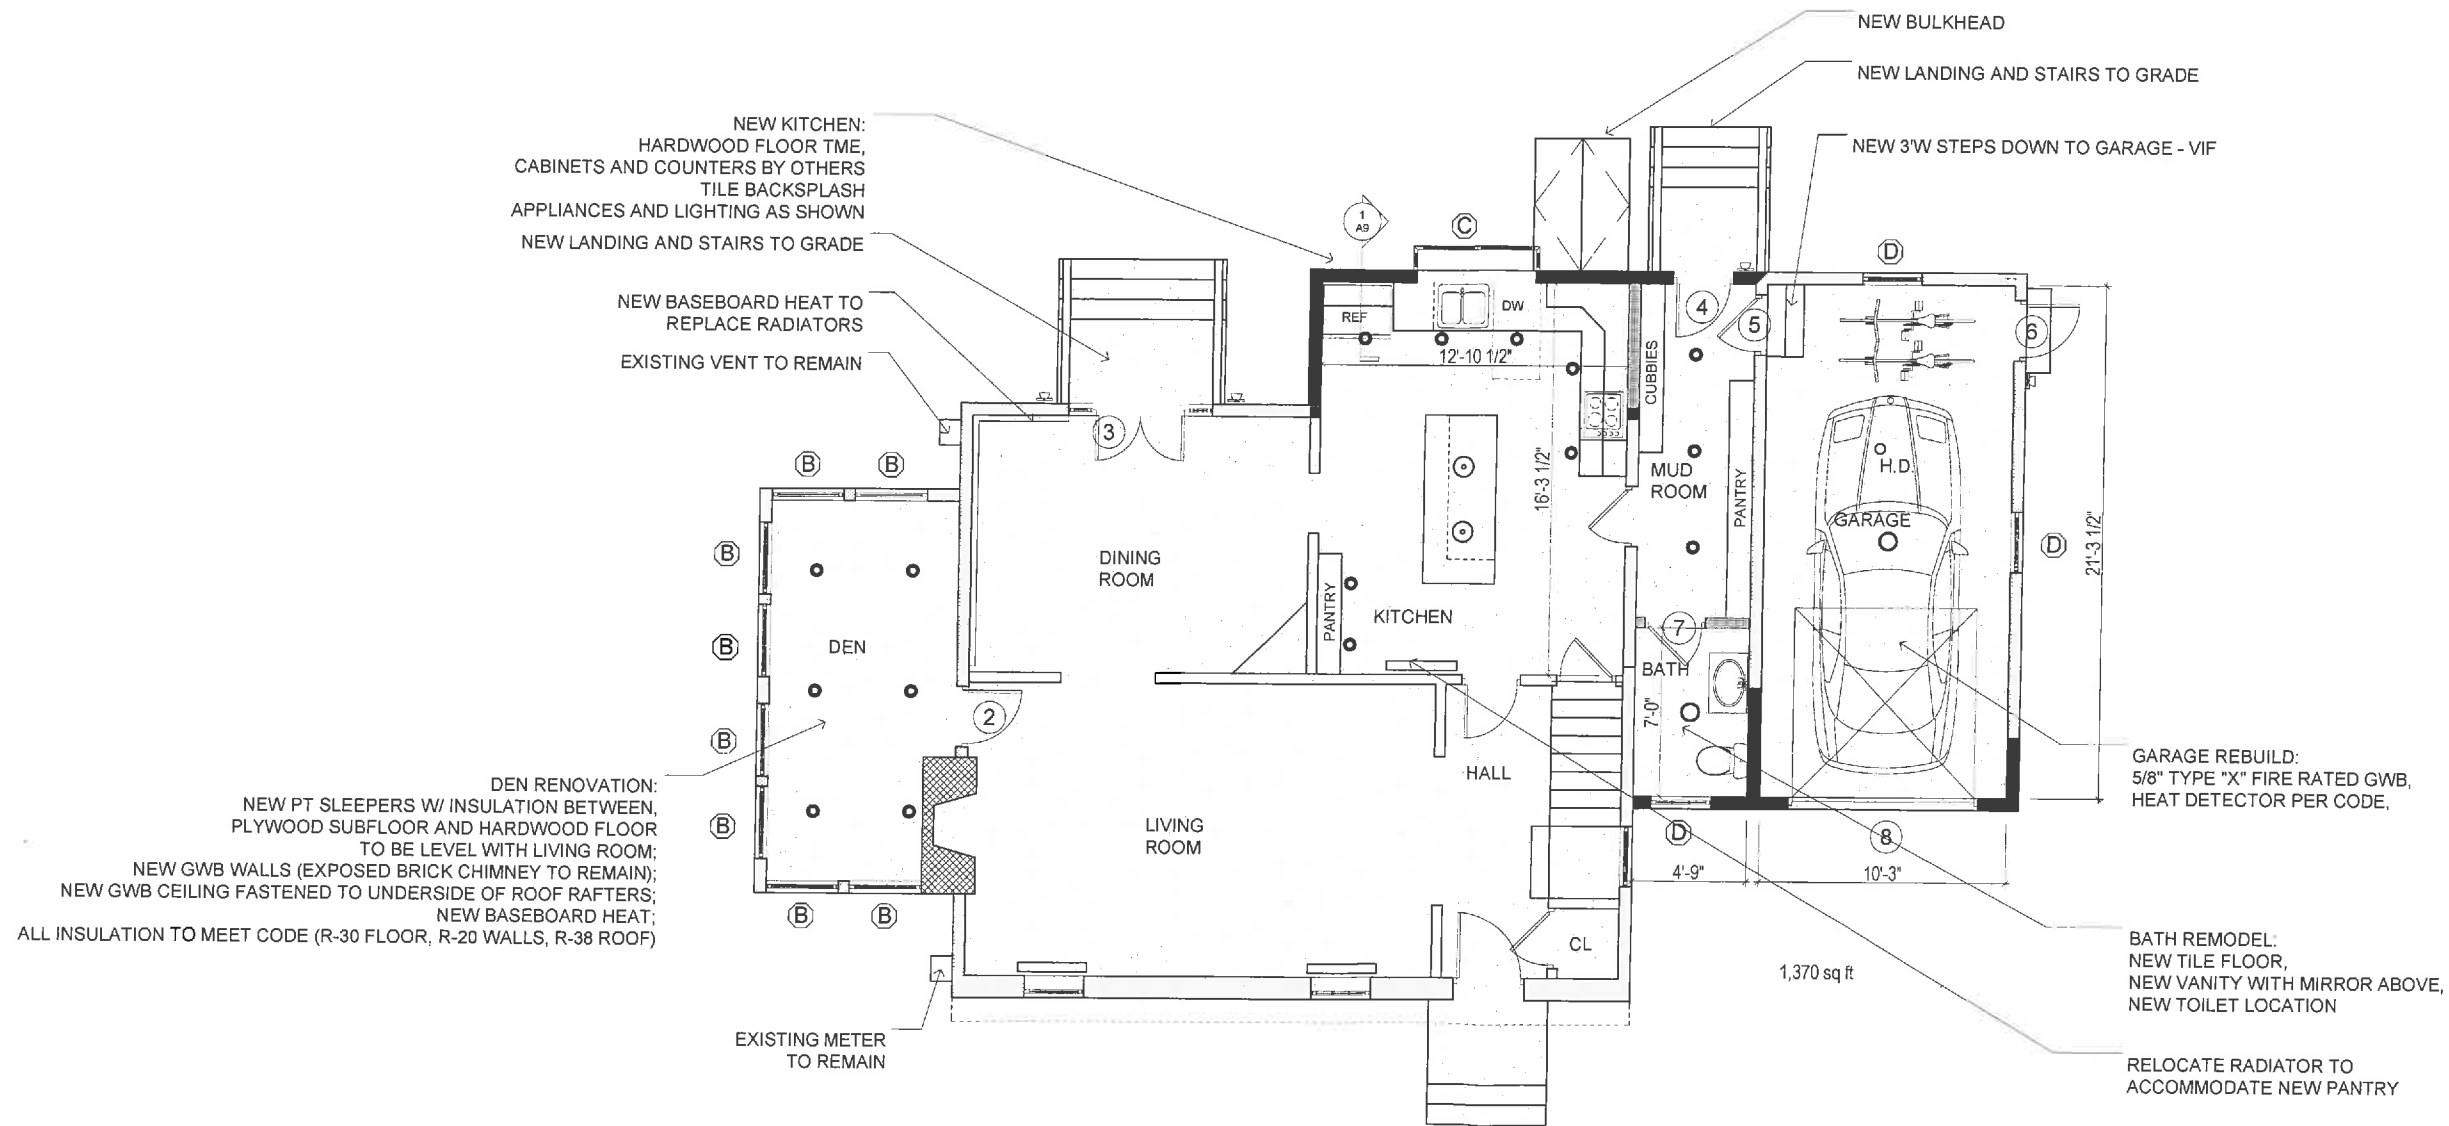 NEW BULKHEAD
NEW LANDING AND STAIRS TO GRADE
NEW 3'W STEPS DOWN TO GARAGE - VIF
NEW KITCHEN:
HARDWOOD FLOOR TME,
CABINETS AND COUNTERS BY OTHERS
TILE BACKSPLASH
APPLIANCES AND LIGHTING AS SHOWN
NEW LANDING AND STAIRS TO GRADE
NEW BASEBOARD HEAT TO
REPLACE RADIATORS
EXISTING VENT TO REMAIN
1
A9
C
D
REF
DW
12'-10 1/2"
CUBBIES
4
5
6
3
B
B
16'-3 1/2"
MUD
ROOM
PANTRY
H.D
GARAGE
D
21'-3 1/2"
B
DINING
ROOM
PANTRY
KITCHEN
B
DEN
7
BATH
7'-0"
2
B
HALL
B
LIVING
ROOM
D
8
4'-9"
10'-3"
B
B
CL
1,370 sq ft
DEN RENOVATION:
NEW PT SLEEPERS W/ INSULATION BETWEEN,
PLYWOOD SUBFLOOR AND HARDWOOD FLOOR
TO BE LEVEL WITH LIVING ROOM;
NEW GWB WALLS (EXPOSED BRICK CHIMNEY TO REMAIN);
NEW GWB CEILING FASTENED TO UNDERSIDE OF ROOF RAFTERS;
NEW BASEBOARD HEAT;
ALL INSULATION TO MEET CODE (R-30 FLOOR, R-20 WALLS, R-38 ROOF)
EXISTING METER
TO REMAIN
GARAGE REBUILD:
5/8" TYPE "X" FIRE RATED GWB,
HEAT DETECTOR PER CODE,
BATH REMODEL:
NEW TILE FLOOR,
NEW VANITY WITH MIRROR ABOVE,
NEW TOILET LOCATION
RELOCATE RADIATOR TO
ACCOMMODATE NEW PANTRY